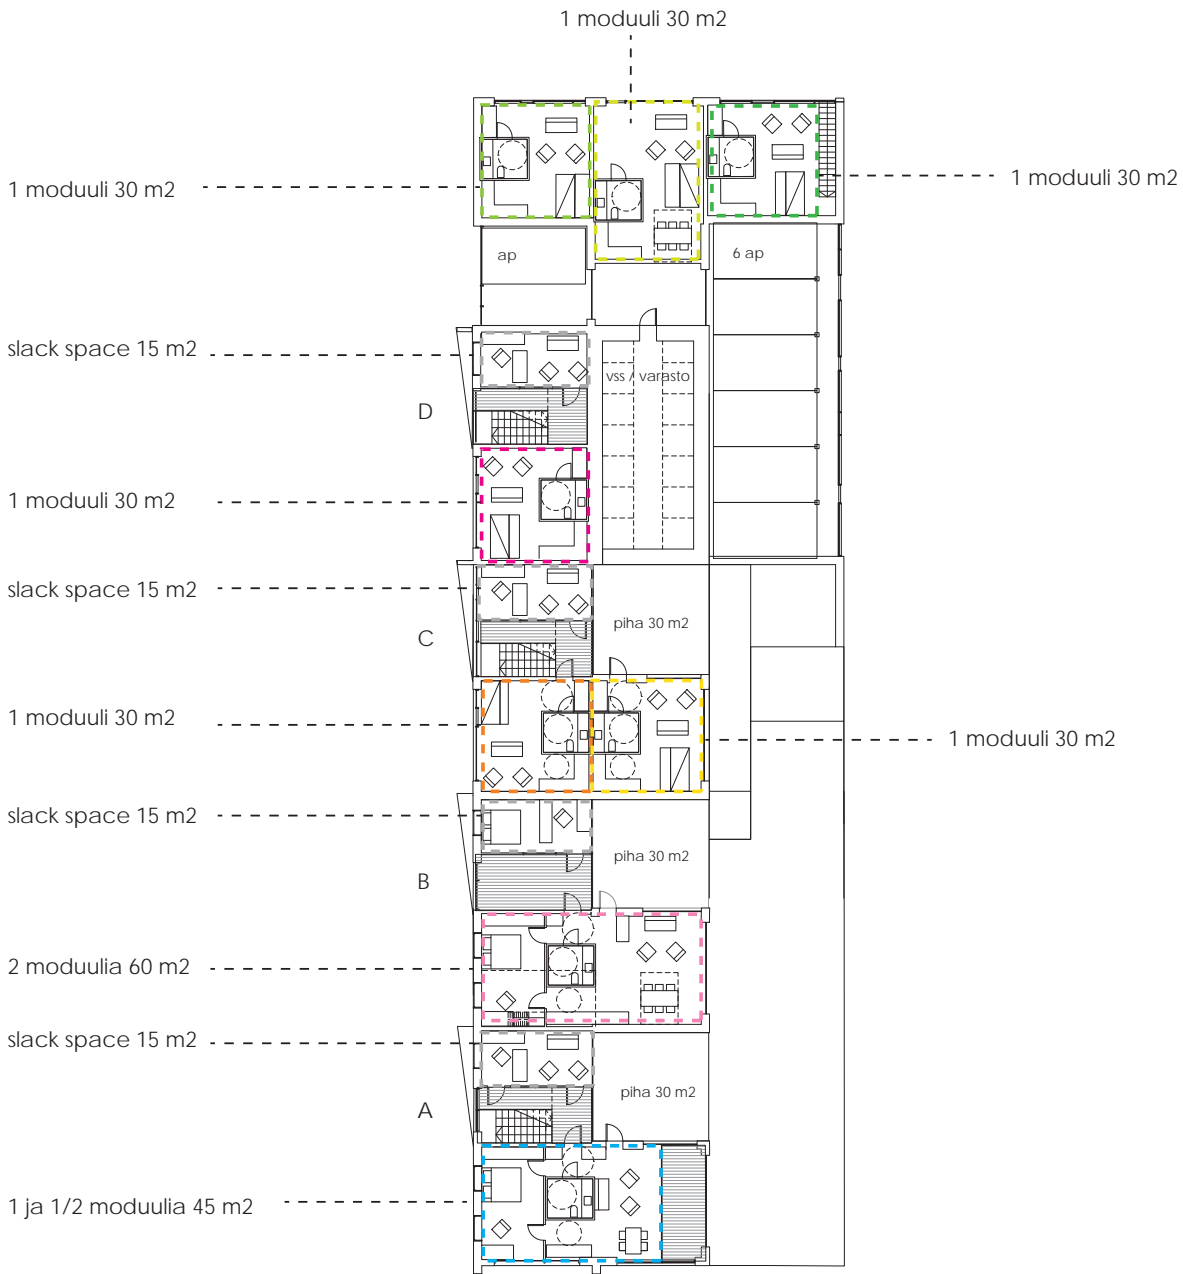 1 moduuli 30 m2
1 moduuli 30 m2
1 moduuli 30 m2
ap
6 ap
slack space 15 m2
vss / varasto
D
1 moduuli 30 m2
slack space 15 m2
piha 30 m2
C
1 moduuli 30 m2
1 moduuli 30 m2
slack space 15 m2
piha 30 m2
B
2 moduulia 60 m2
slack space 15 m2
piha 30 m2
A
1 ja 1/2 moduulia 45 m2